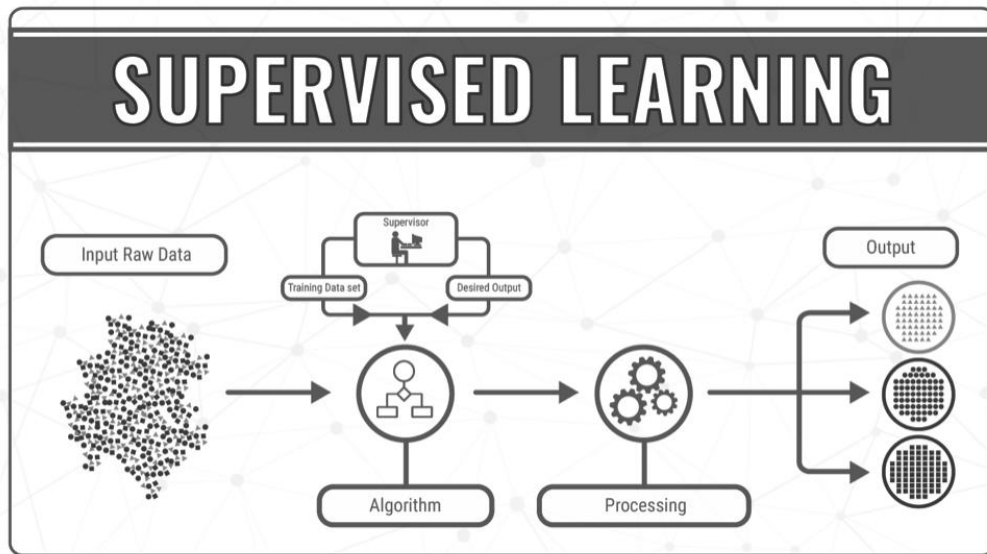 SUPERVISED LEARNING
Input Raw Data
Supervisor
Training Data set
Desired Output
Algorithm
Processing
Output